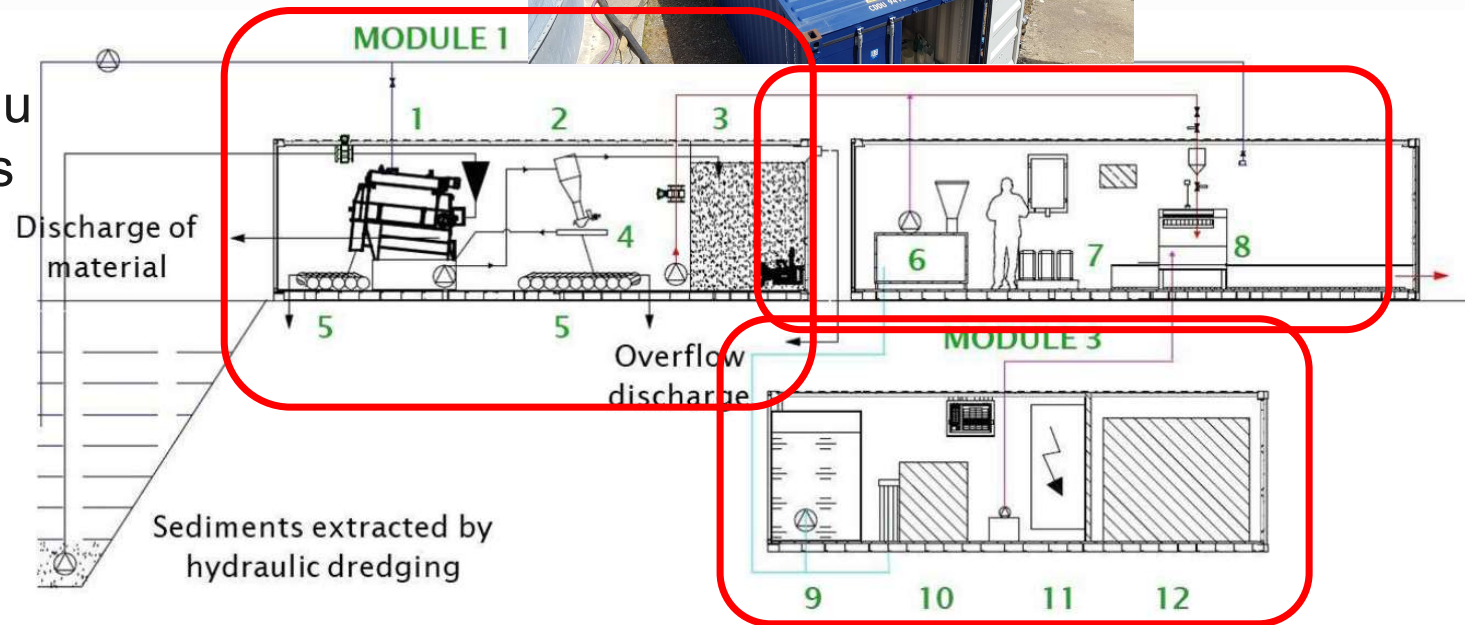 MODULE 1
u
s
1
2
3
Discharge of
material
4
5
5
6
7
8
Overflow
discharge
MODULE 3
Sediments extracted by
hydraulic dredging
9
10
11
12